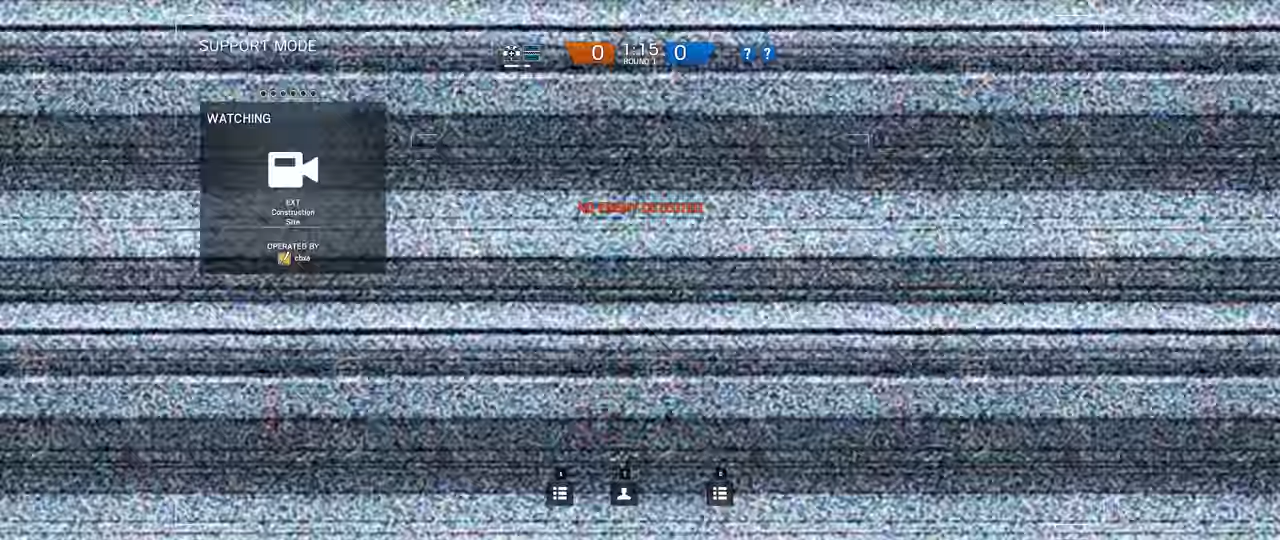 SUPPORT MODE
0 1:15 0 ? ?
ROUND 1
WATCHING
EXT
Construction
Site
OPERATED BY
NO ENEMY DETECTED